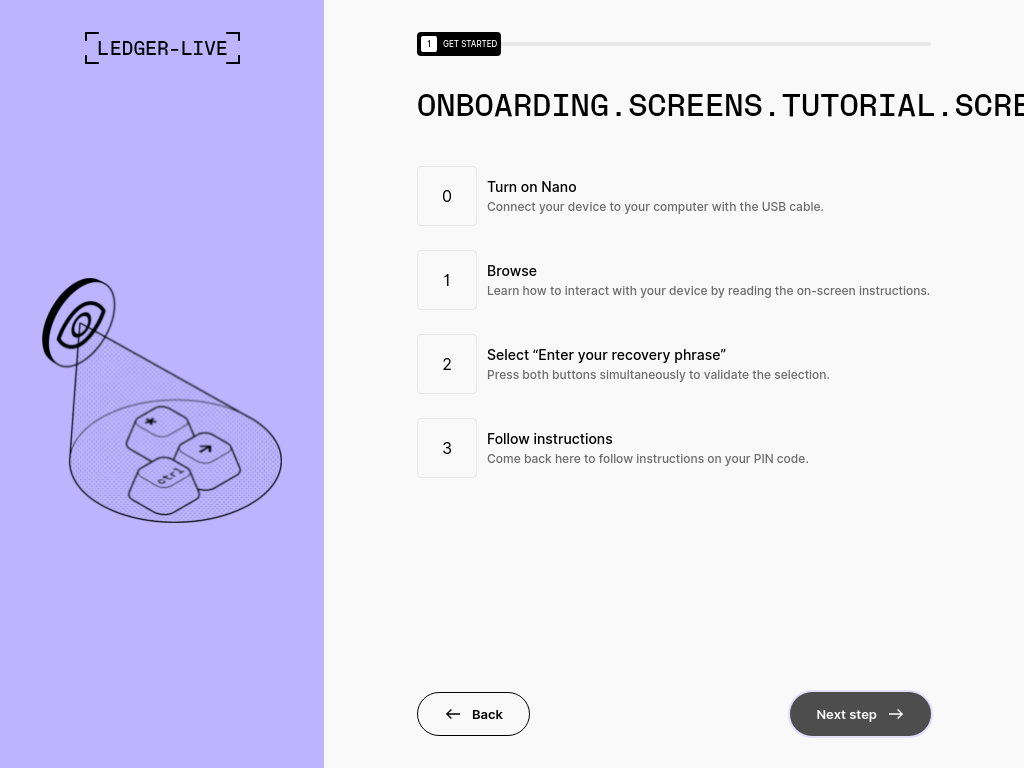 LEDGER-LIVE
1 GET STARTED
ONBOARDING.SCREENS.TUTORIAL.SCRE
0
Turn on Nano
Connect your device to your computer with the USB cable.
1
Browse
Learn how to interact with your device by reading the on-screen instructions.
2
Select “Enter your recovery phrase”
Press both buttons simultaneously to validate the selection.
3
Follow instructions
Come back here to follow instructions on your PIN code.
*
ctrl
Back
Next step